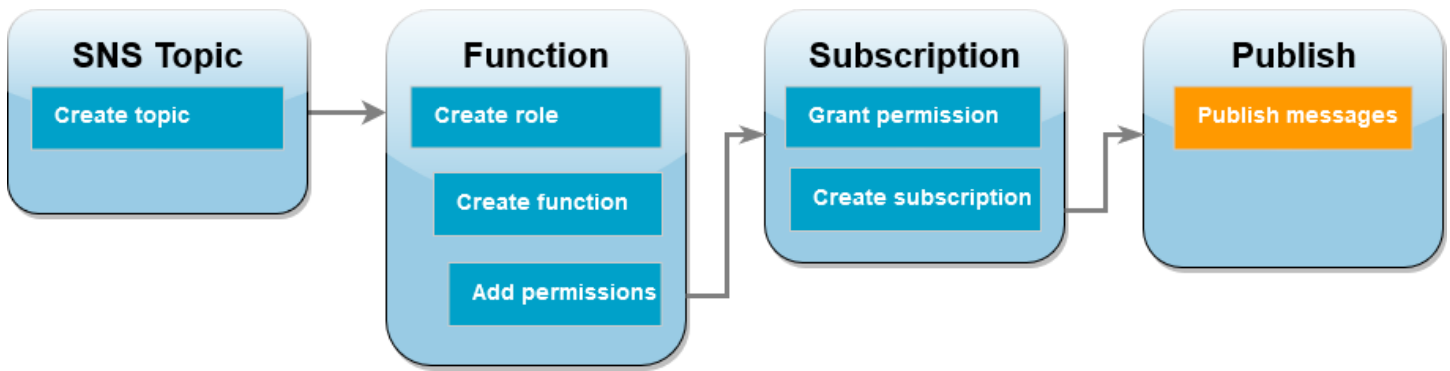 SNS Topic
Create topic
Function
Create role
Create function
Add permissions
Subscription
Grant permission
Create subscription
Publish
Publish messages